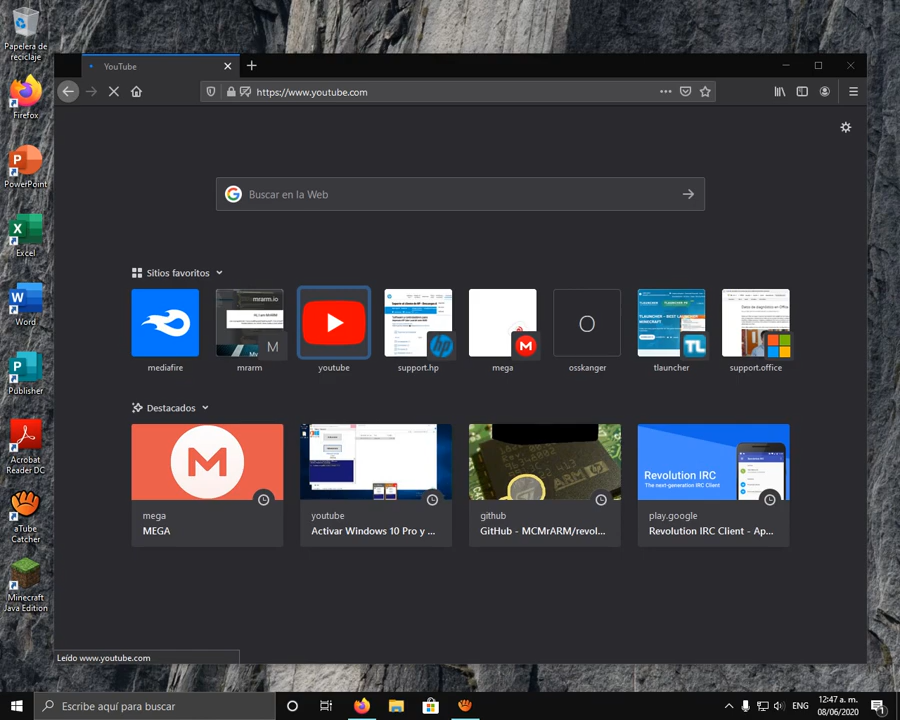 Papelera de
reciclaje
Firefox
PowerPoint
Excel
Word
Publisher
Acrobat
Reader DC
aTube
Catcher
Minecraft
Java Edition
YouTube
https://www.youtube.com
Buscar en la Web
Sitios favoritos
mrarm.io
M
O
TL
mediafire
mrarm
youtube
support.hp
mega
osskanger
tlauncher
support.office
Destacados
Revolution IRC
The next-generation IRC Client
mega
MEGA
youtube
Activar Windows 10 Pro y ...
github
GitHub - MCMrARM/revol...
play.google
Revolution IRC Client - Ap...
Leído www.youtube.com
Escribe aquí para buscar
ENG
12:47 a. m.
08/06/2020
1